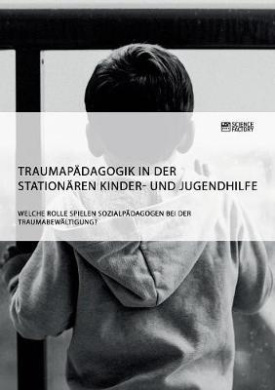 SCIENCE
FACTORY
TRAUMAPÄDAGOGIK IN DER
STATIONÄREN KINDER- UND JUGENDHILFE
WELCHE ROLLE SPIELEN SOZIALPÄDAGOGEN BEI DER
TRAUMABEWÄLTIGUNG?